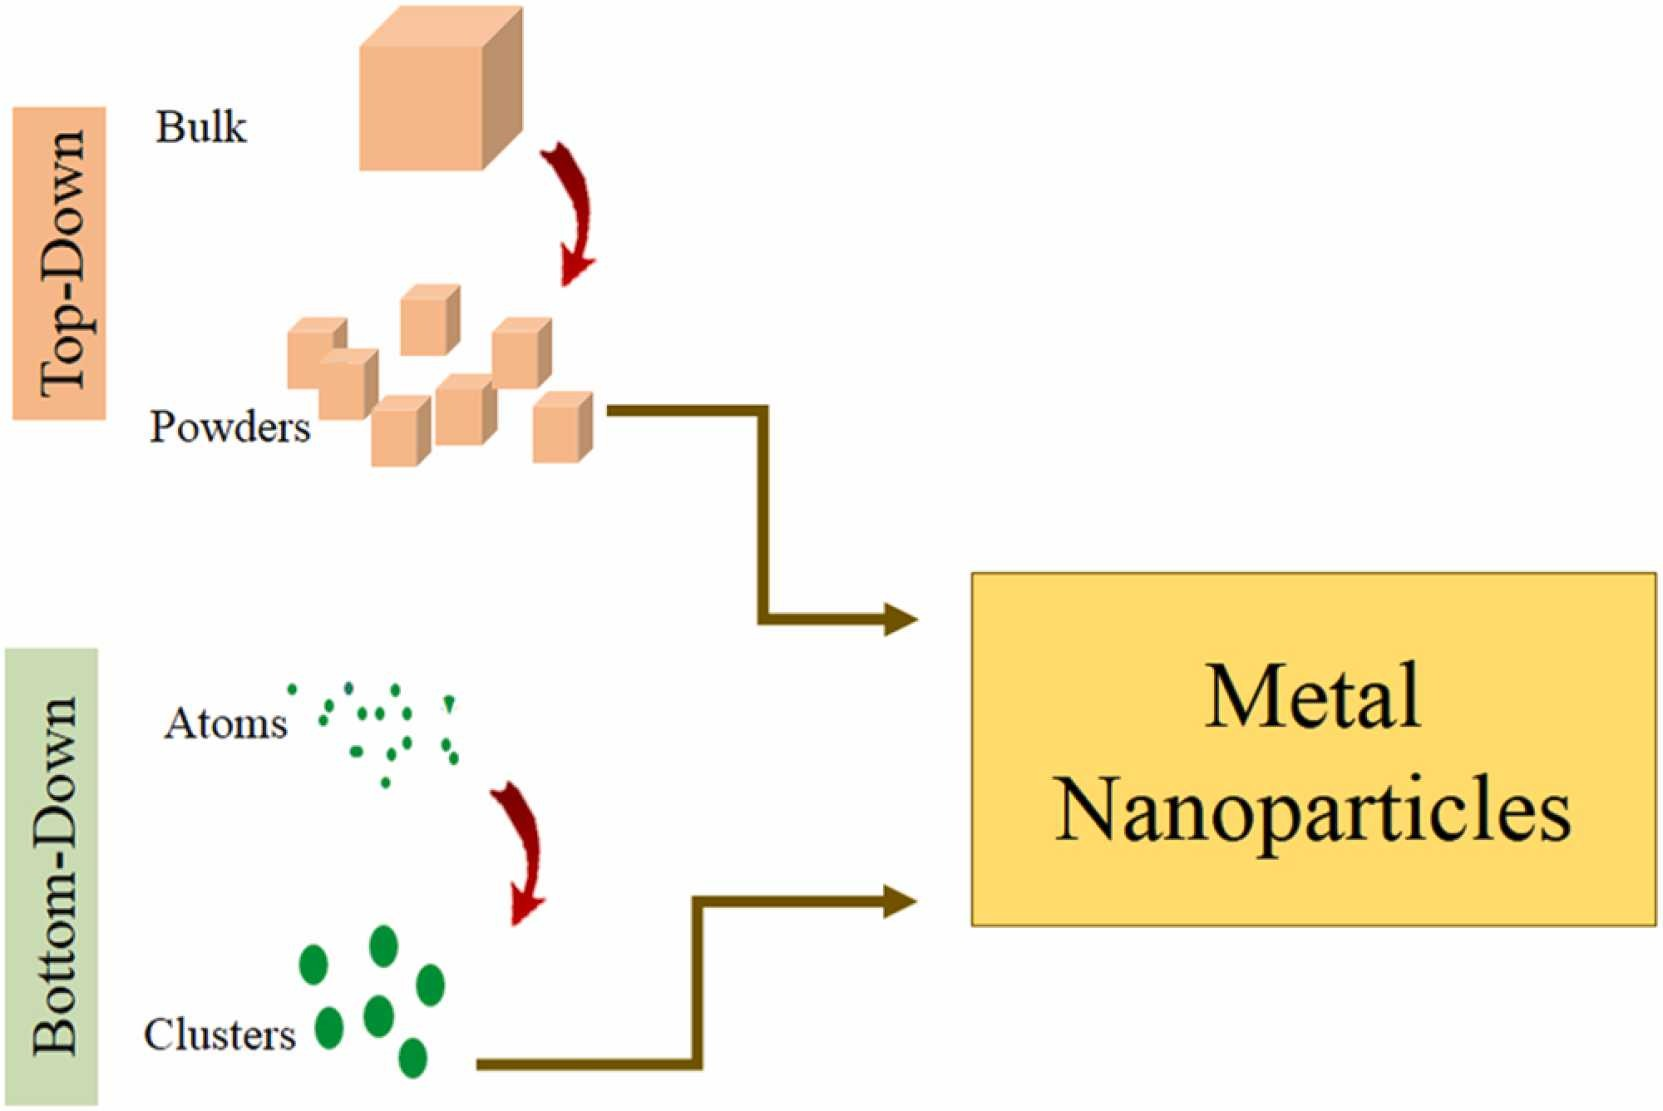 Top-Down
Bulk
Powders
Bottom-Down
Atoms
Clusters
Metal
Nanoparticles